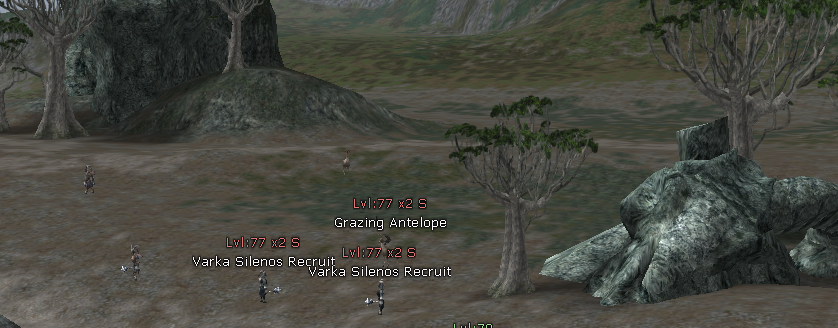 Lvl:77 x2 S
Grazing Antelope
Lvl:77 x2 S
Varka Silenos Recruit
Lvl:77 x2 S
Varka Silenos Recruit